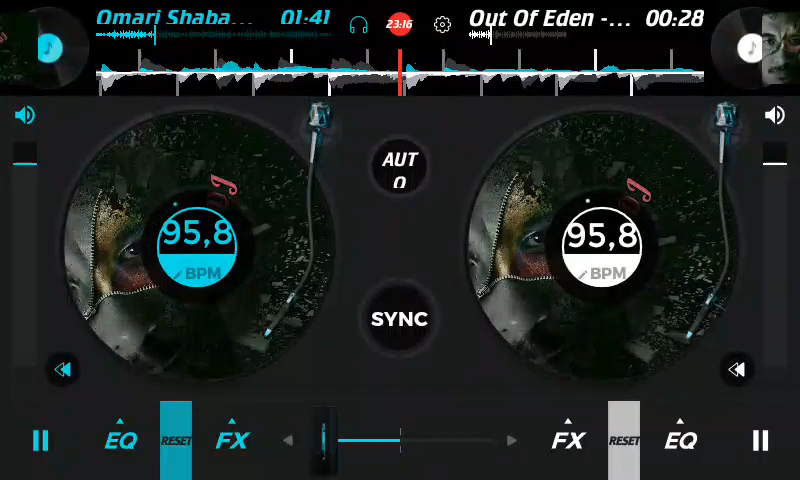 Omari Shaba... 01:41 23:16 Out Of Eden -... 00:28
AUT
O
95,8 95,8
BPM BPM
SYNC
EQ RESET FX FX RESET EQ